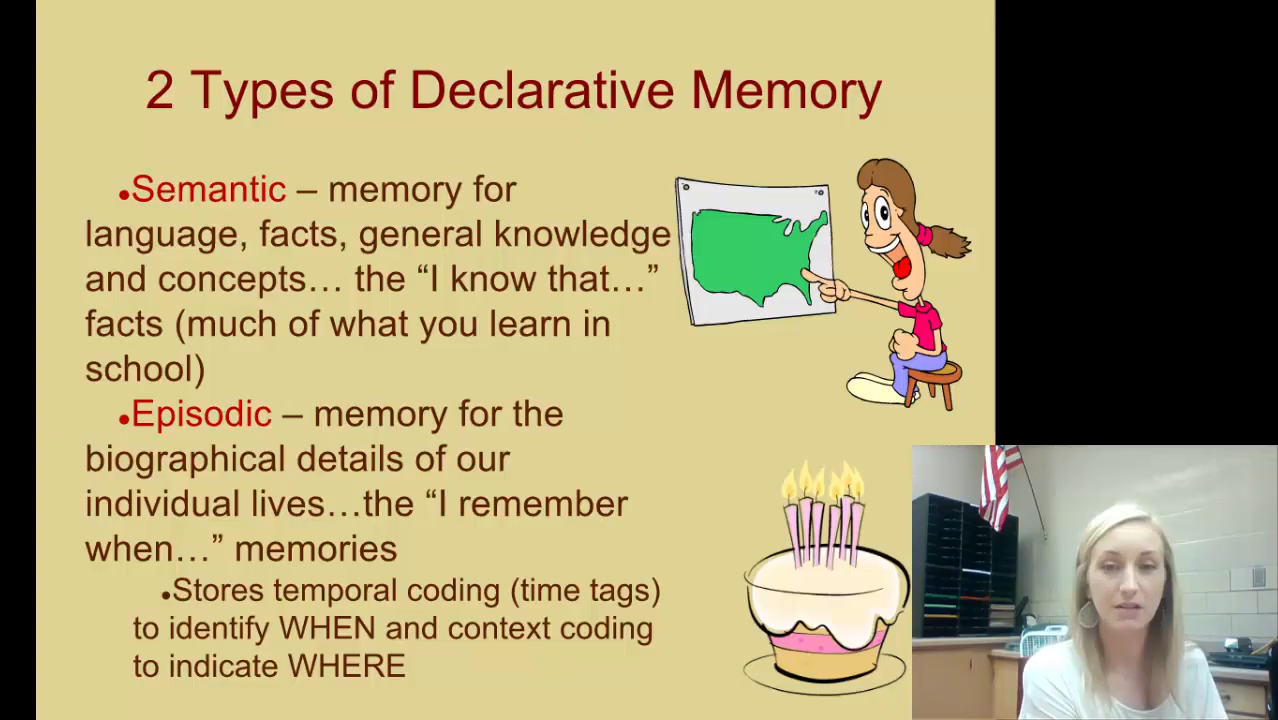 2 Types of Declarative Memory
●Semantic – memory for
language, facts, general knowledge
and concepts… the “I know that…”
facts (much of what you learn in
school)
●Episodic – memory for the
biographical details of our
individual lives…the “I remember
when…” memories
●Stores temporal coding (time tags)
to identify WHEN and context coding
to indicate WHERE